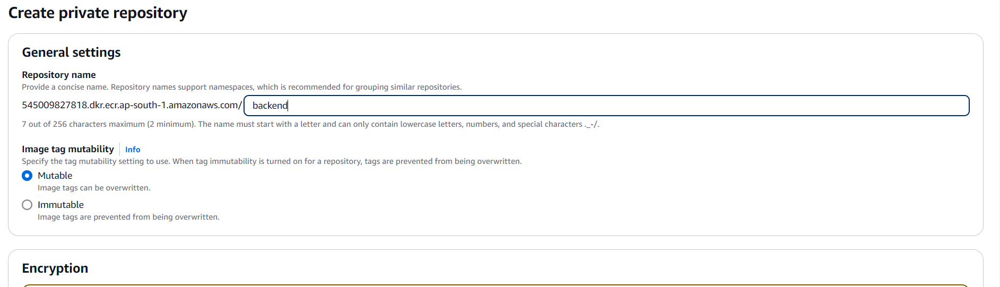 Create private repository
General settings
Repository name
Provide a concise name. Repository names support namespaces, which is recommended for grouping similar repositories.
545009827818.dkr.ecr.ap-south-1.amazonaws.com/ backend
7 out of 256 characters maximum (2 minimum). The name must start with a letter and can only contain lowercase letters, numbers, and special characters ._-/.
Image tag mutability Info
Specify the tag mutability setting to use. When tag immutability is turned on for a repository, tags are prevented from being overwritten.
Mutable
Image tags can be overwritten.
Immutable
Image tags are prevented from being overwritten.
Encryption